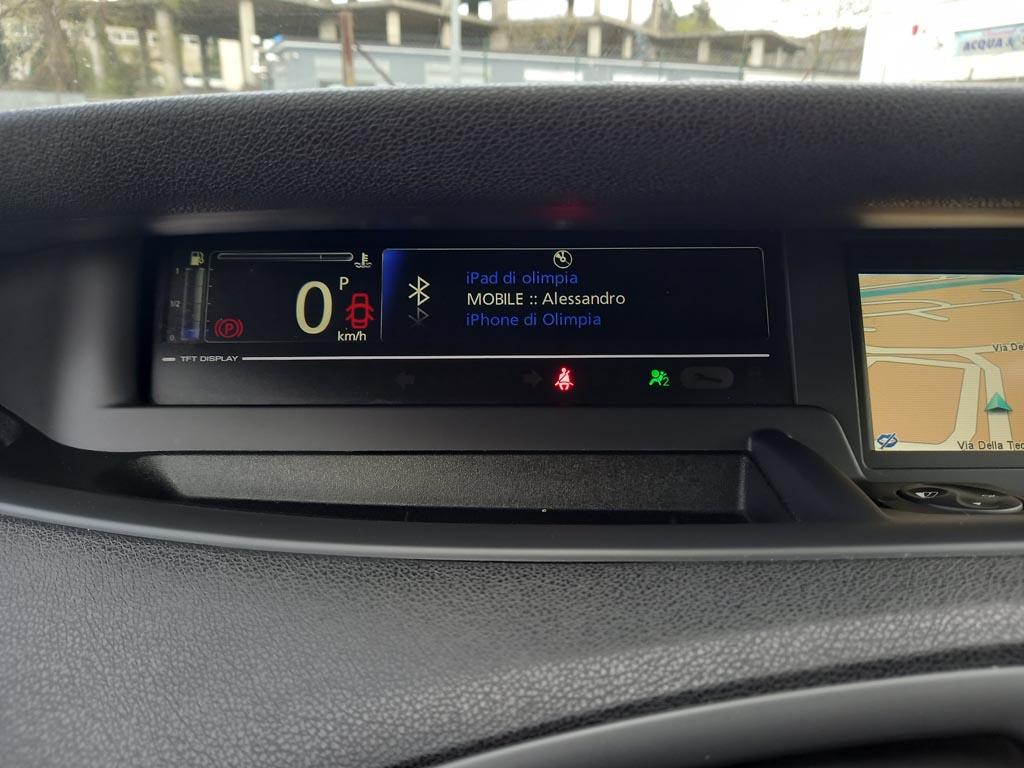 ACQUA &
1
1/2
0
P
0
km/h
(P)
iPad di olimpia
MOBILE :: Alessandro
iPhone di Olimpia
TFT DISPLAY
2
Via De
Via Della Tec